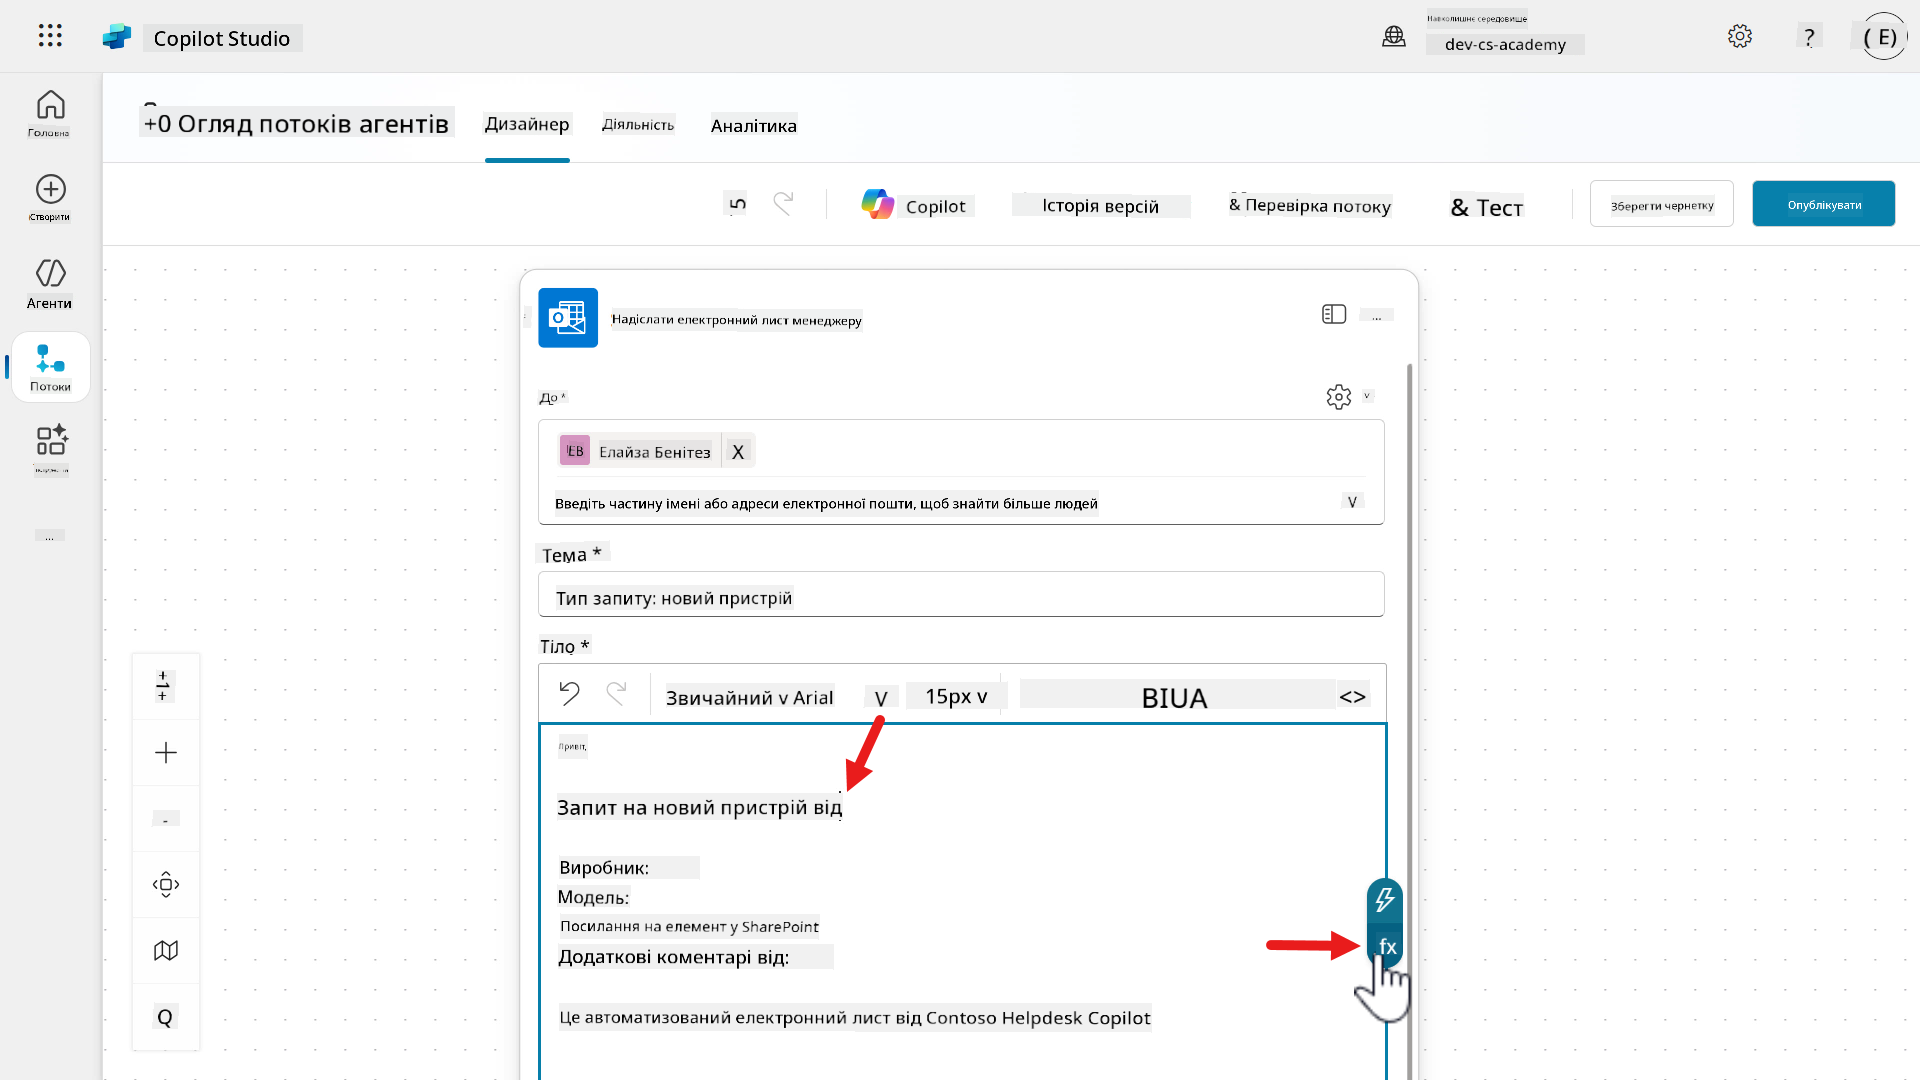 Copilot Studio
Навколишнє середовище
dev-cs-academy
?
( E)
Головна
Створити
Агенти
Потоки
...
+0 Огляд потоків агентів
Дизайнер
Діяльність
Аналітика
Copilot
Історія версій
& Перевірка потоку
& Тест
Зберегти чернетку
Опублікувати
Надіслати електронний лист менеджеру
...
До *
v
ЕВ
Елайза Бенітез
X
Введіть частину імені або адреси електронної пошти, щоб знайти більше людей
V
Тема *
Тип запиту: новий пристрій
Тіло *
Звичайний v Arial
V
15px v
BIUA
<>
Привіт,
Запит на новий пристрій від
Виробник:
Модель:
Посилання на елемент у SharePoint
Додаткові коментарі від:
fx
Це автоматизований електронний лист від Contoso Helpdesk Copilot
Q